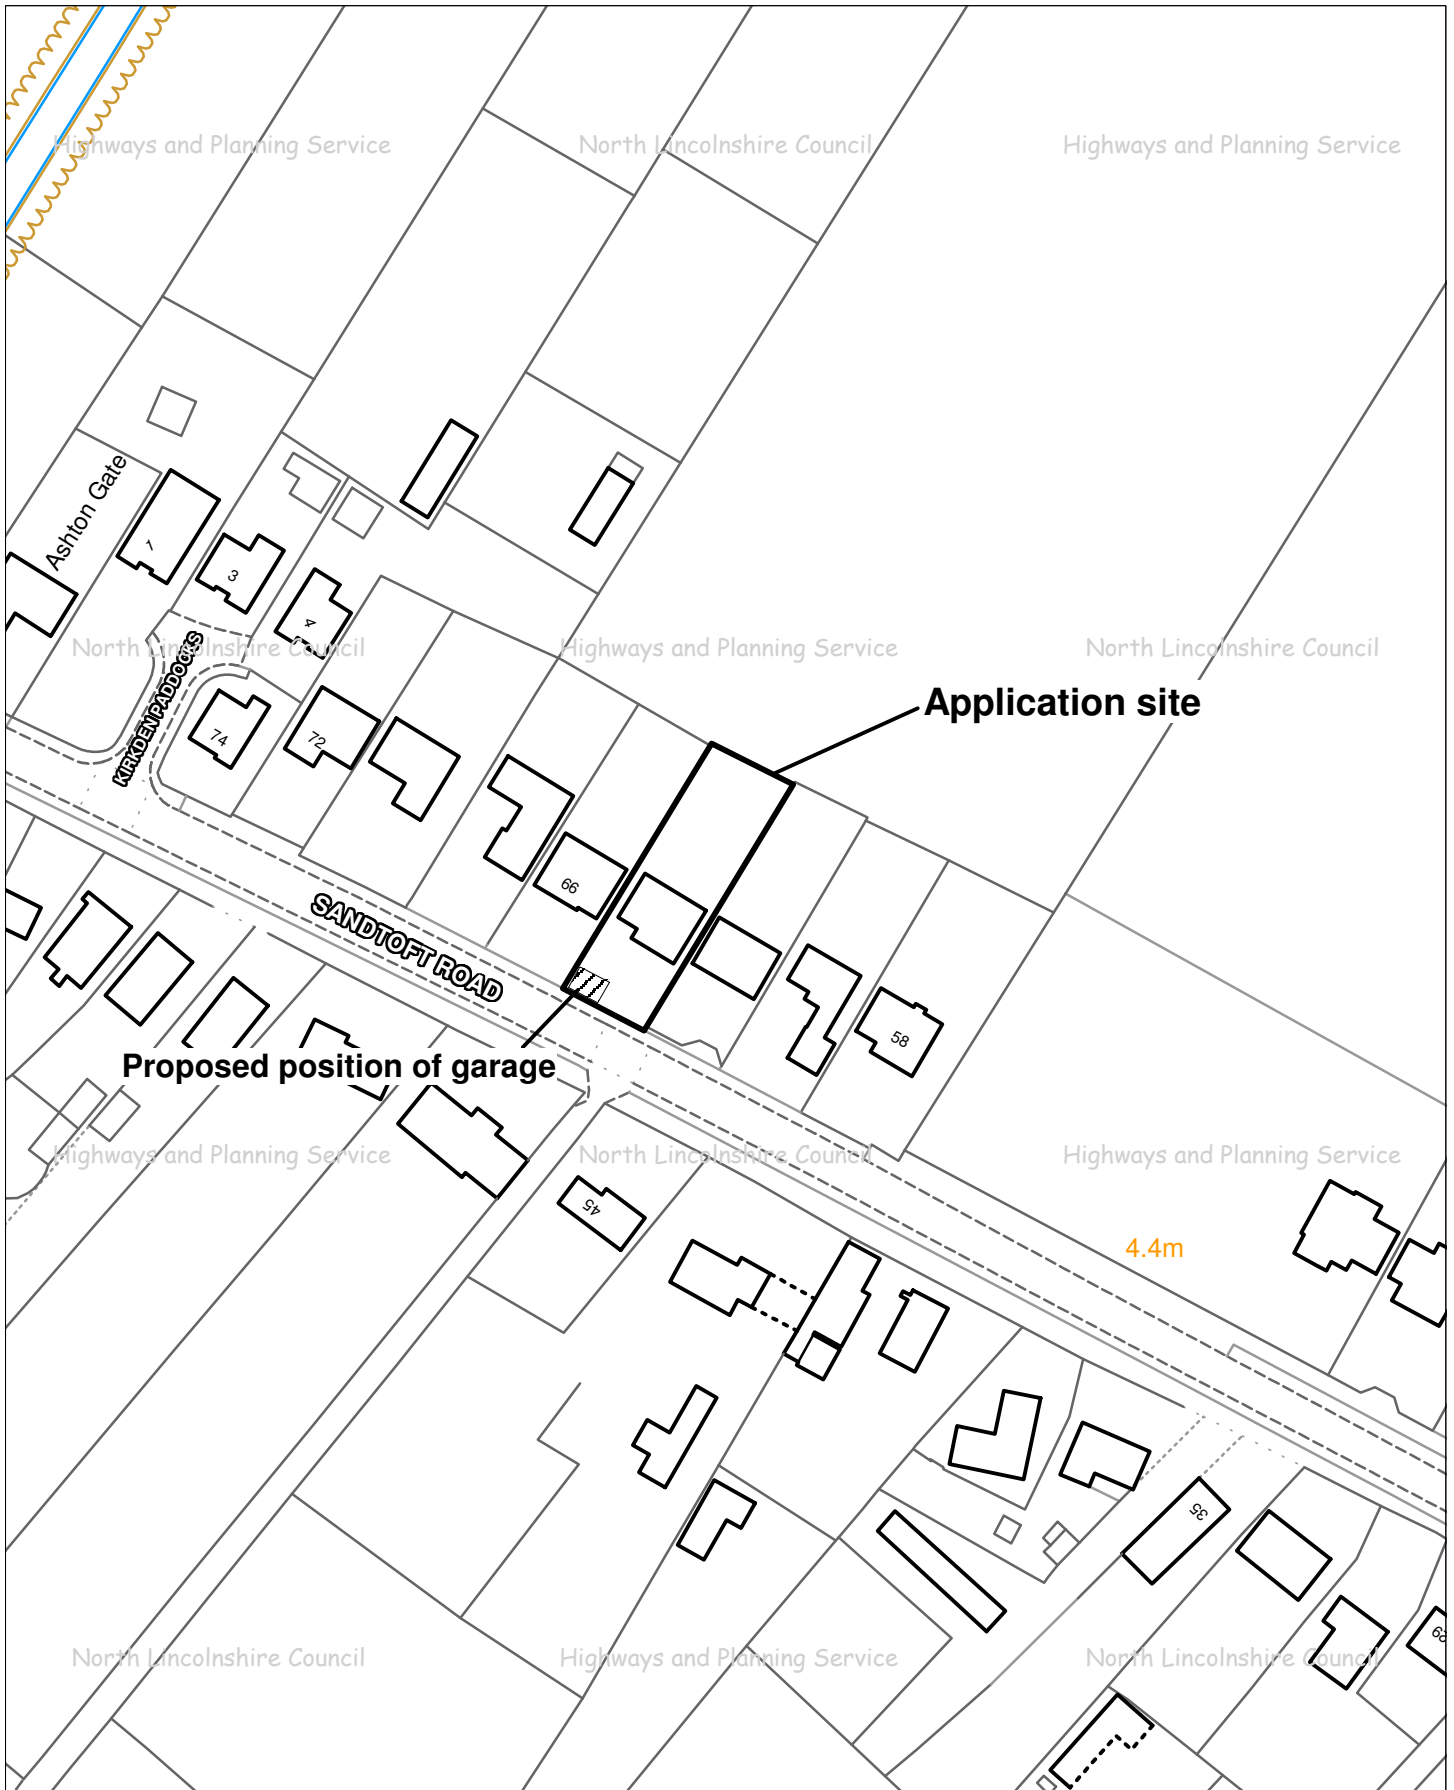 Highways and Planning Service
North Lincolnshire Council
Highways and Planning Service
Ashton Gate
1
3
4
North Lincolnshire Council
Highways and Planning Service
North Lincolnshire Council
KIRKDEN PADDOCKS
Application site
74
72
66
SANDTOFT ROAD
58
Proposed position of garage
Highways and Planning Service
North Lincolnshire Council
Highways and Planning Service
45
4.4m
35
29
North Lincolnshire Council
Highways and Planning Service
North Lincolnshire Council